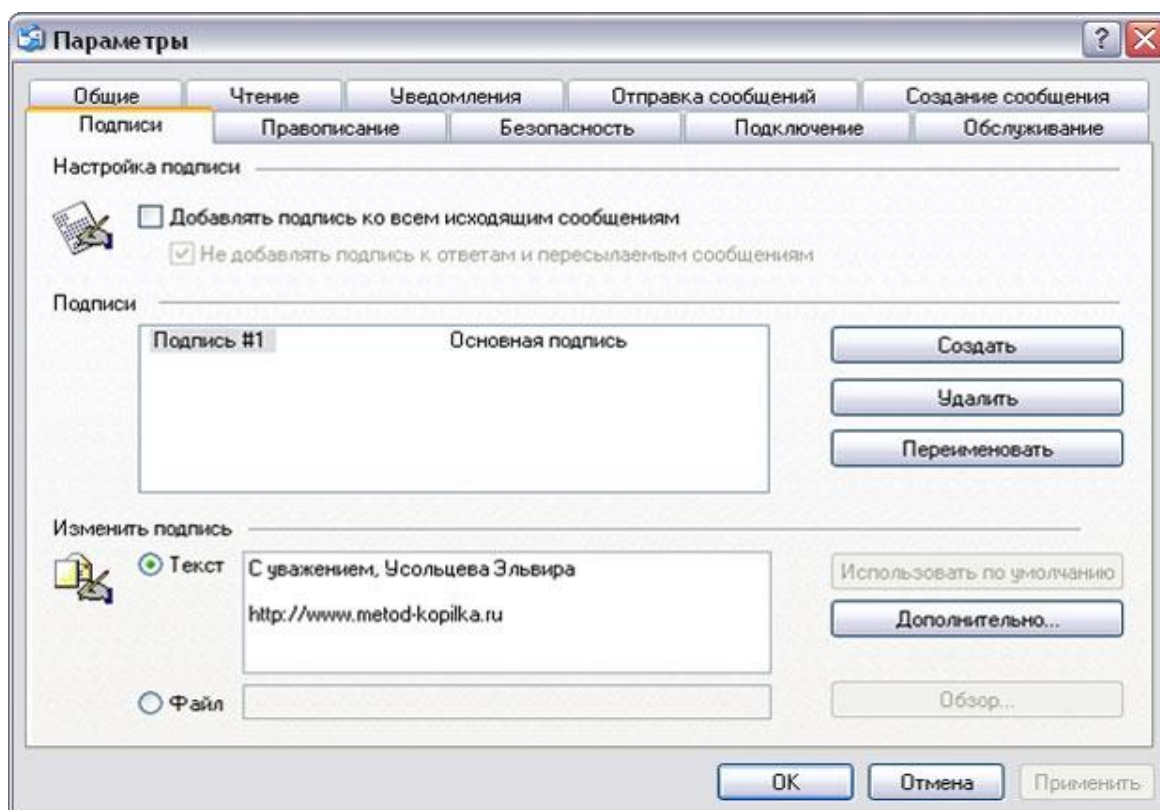 Параметры
Общие Чтение Уведомления Отправка сообщений Создание сообщения
Подписи Правописание Безопасность Подключение Обслуживание
Настройка подписи
Добавлять подпись ко всем исходящим сообщениям
Не добавлять подпись к ответам и пересылаемым сообщениям
Подписи
Подпись #1 Основная подпись
Создать
Удалить
Переименовать
Изменить подпись
Текст
С уважением, Усольцева Эльвира
http://www.metod-kopilka.ru
Использовать по умолчанию
Дополнительно...
Файл
Обзор...
OK Отмена Применить